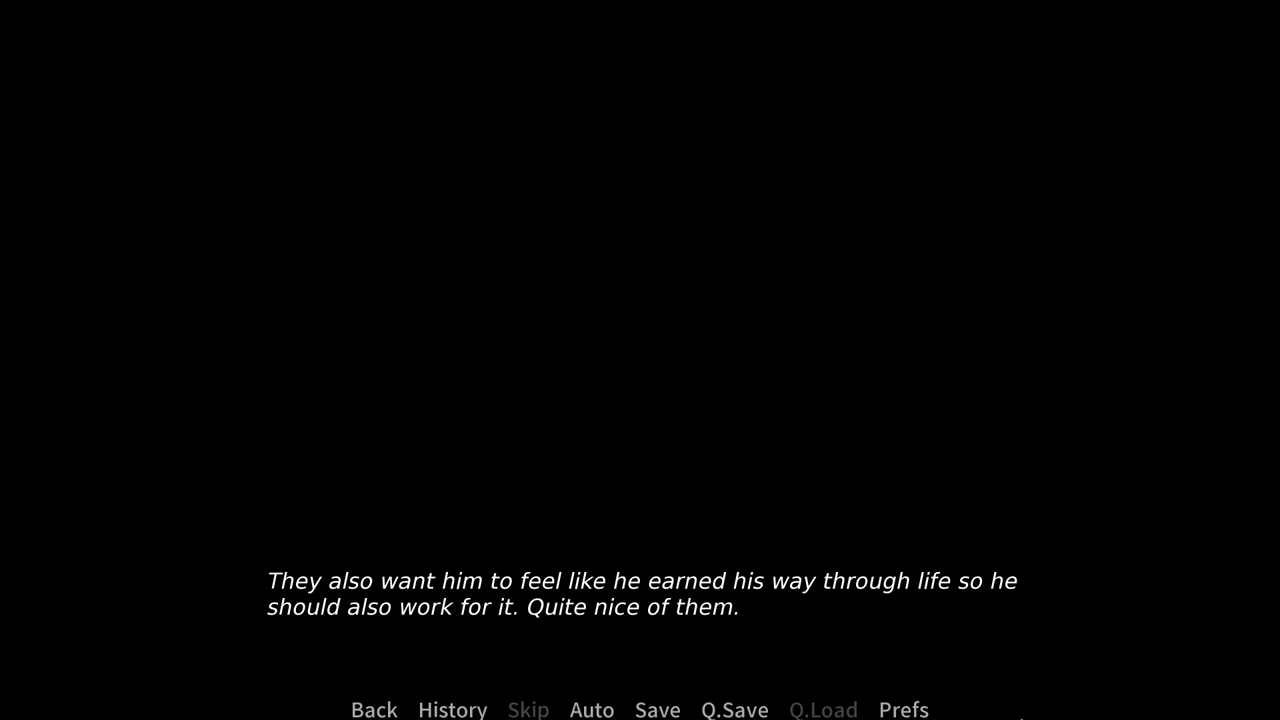 They also want him to feel like he earned his way through life so he
should also work for it. Quite nice of them.
Back History Skip Auto Save Q.Save Q.Load Prefs